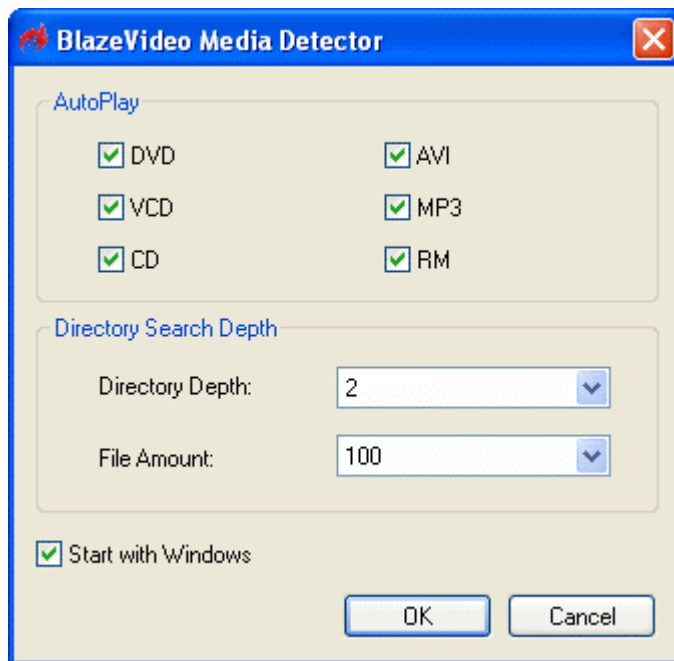 BlazeVideo Media Detector
AutoPlay
DVD AVI
VCD MP3
CD RM
Directory Search Depth
Directory Depth: 2
File Amount: 100
Start with Windows
OK Cancel